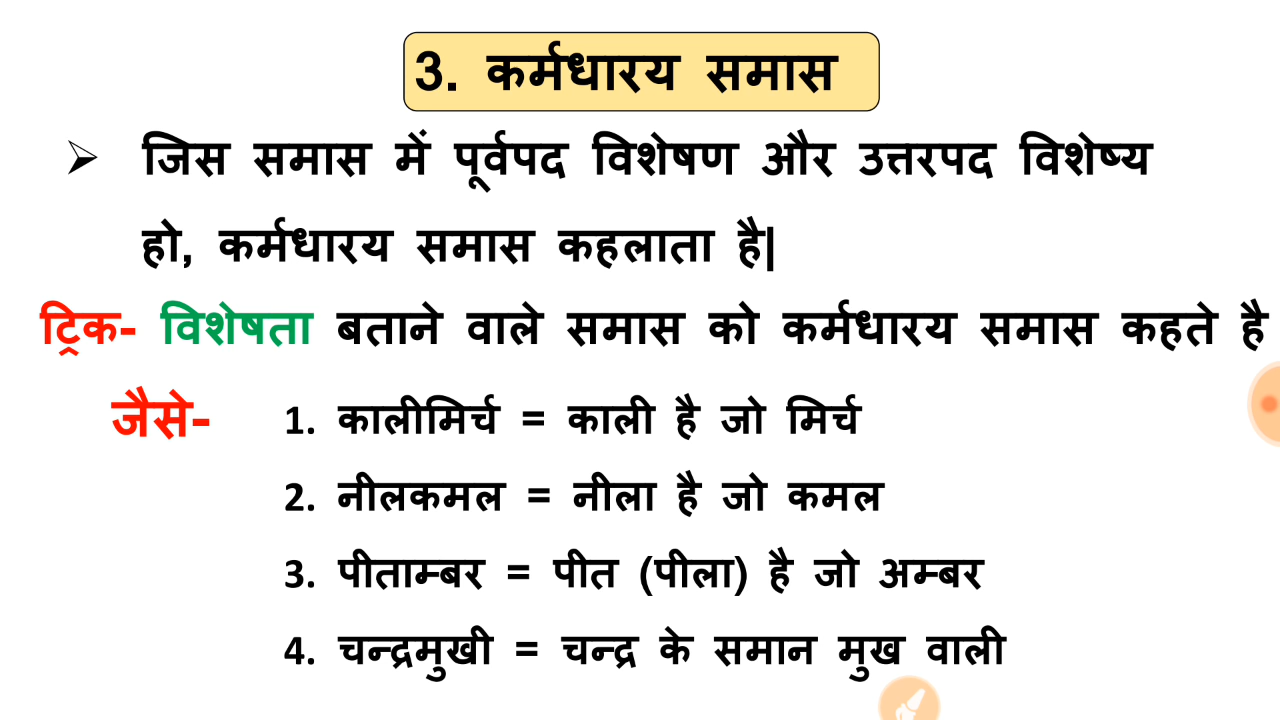 3. कर्मधारय समास
➢ जिस समास में पूर्वपद विशेषण और उत्तरपद विशेष्य
हो, कर्मधारय समास कहलाता है|
ट्रिक- विशेषता बताने वाले समास को कर्मधारय समास कहते है
जैसे- 1. कालीमिर्च = काली है जो मिर्च
2. नीलकमल = नीला है जो कमल
3. पीताम्बर = पीत (पीला) है जो अम्बर
4. चन्द्रमुखी = चन्द्र के समान मुख वाली